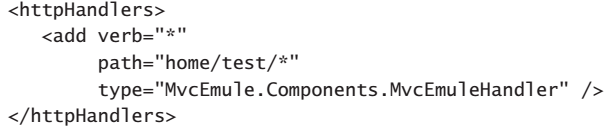 <httpHandlers>
   <add verb="*"
        path="home/test/*"
        type="MvcEmule.Components.MvcEmuleHandler" />
</httpHandlers>